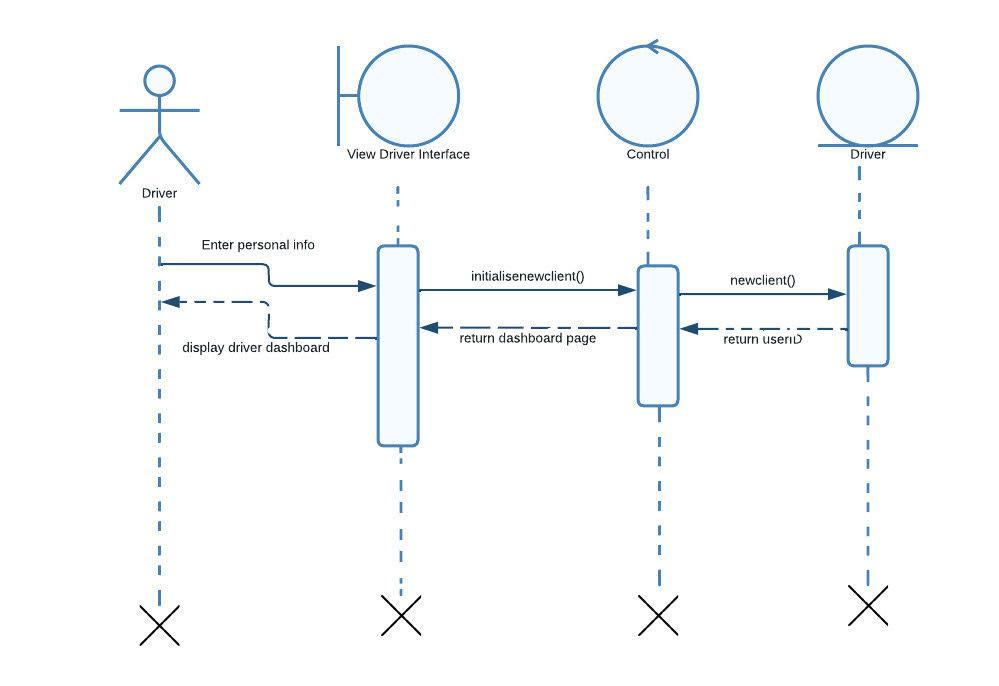 View Driver Interface
Control
Driver
Driver
Enter personal info
initialisenewclient()
newclient()
return dashboard page
return userID
display driver dashboard